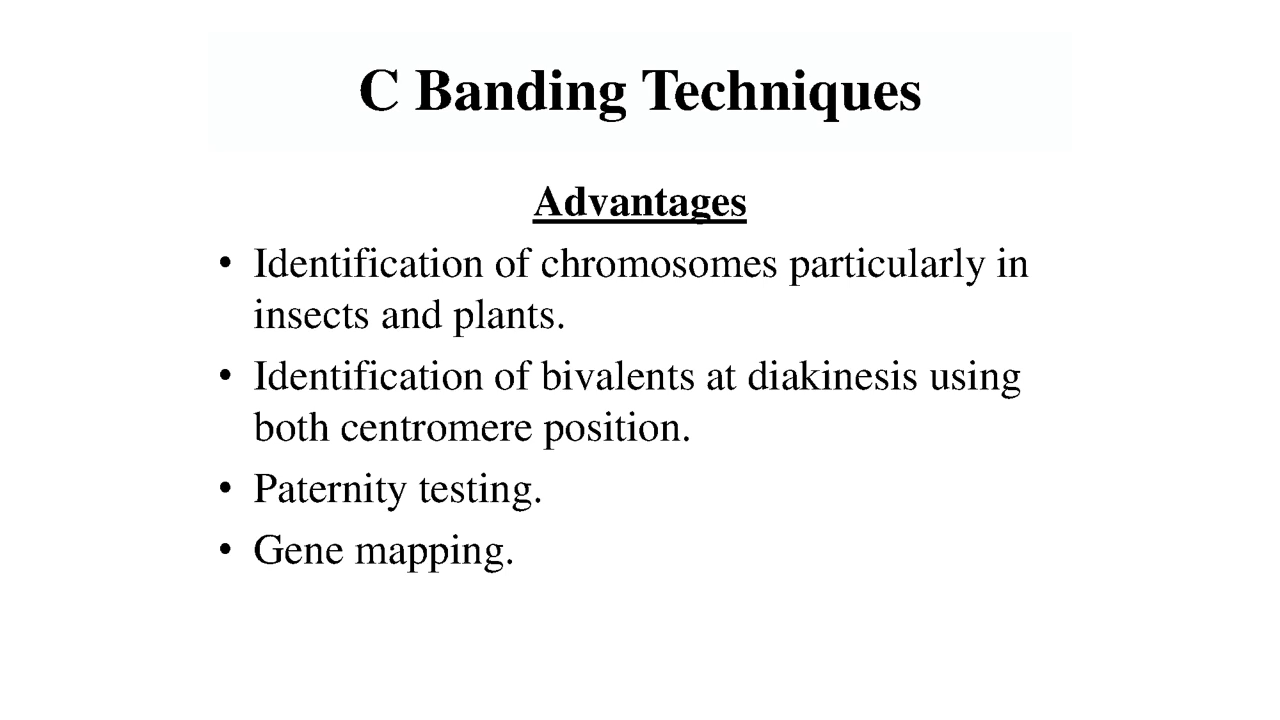 C Banding Techniques
Advantages
• Identification of chromosomes particularly in
insects and plants.
• Identification of bivalents at diakinesis using
both centromere position.
• Paternity testing.
• Gene mapping.